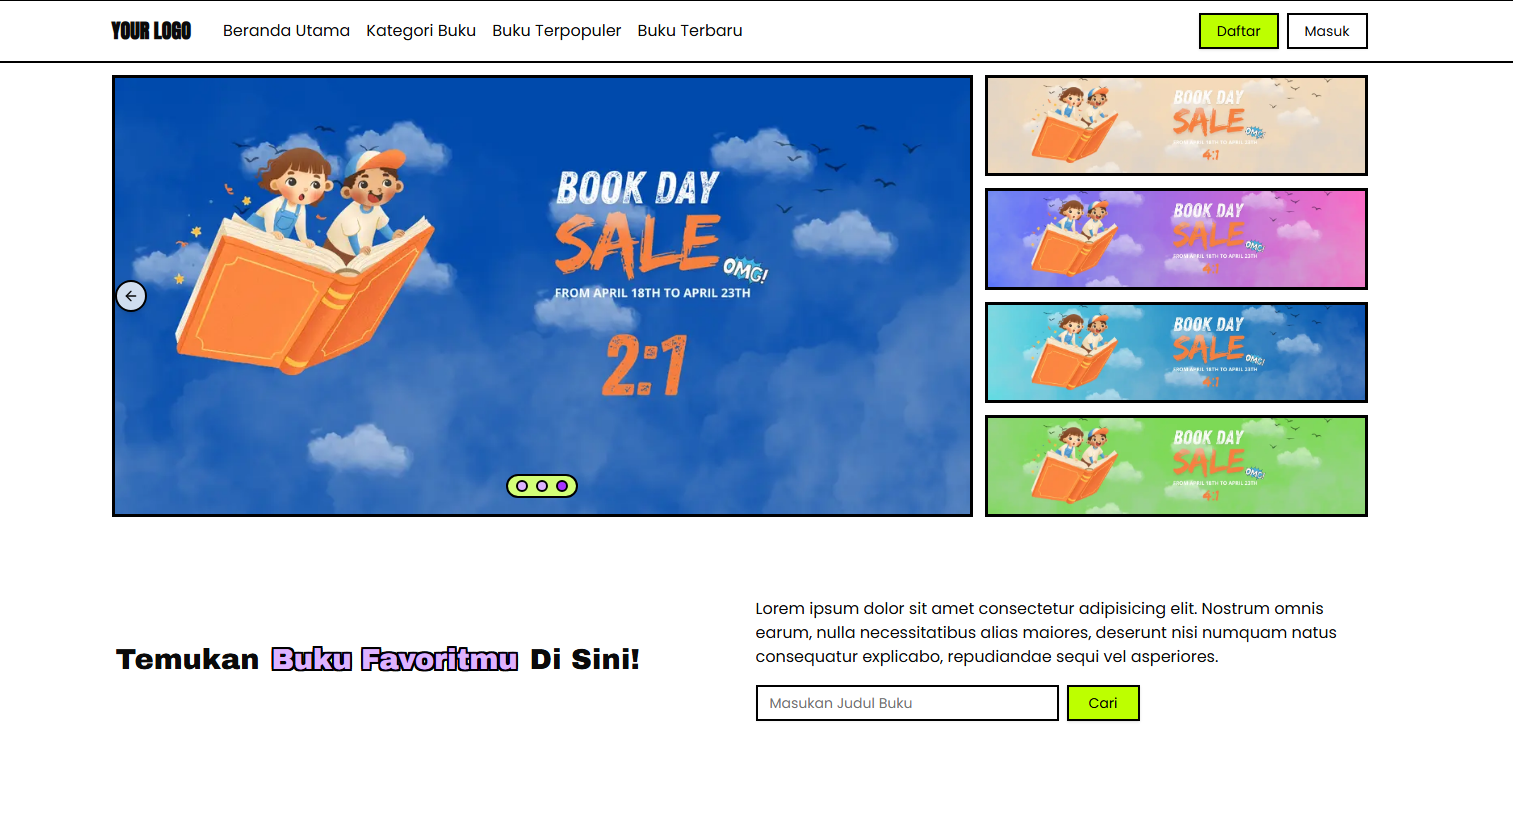 YOUR LOGO
Beranda Utama
Kategori Buku
Buku Terpopuler
Buku Terbaru
Daftar
Masuk
BOOK DAY
SALE
OMG!
FROM APRIL 18TH TO APRIL 23TH
2:1
BOOK DAY
SALE
OMG!
FROM APRIL 18TH TO APRIL 23TH
4:1
BOOK DAY
SALE
OMG!
FROM APRIL 18TH TO APRIL 23TH
4:1
BOOK DAY
SALE
OMG!
FROM APRIL 18TH TO APRIL 23TH
4:1
BOOK DAY
SALE
OMG!
FROM APRIL 18TH TO APRIL 23TH
4:1
Temukan Buku Favoritmu Di Sini!
Lorem ipsum dolor sit amet consectetur adipisicing elit. Nostrum omnis
earum, nulla necessitatibus alias maiores, deserunt nisi numquam natus
consequatur explicabo, repudiandae sequi vel asperiores.
Masukan Judul Buku
Cari